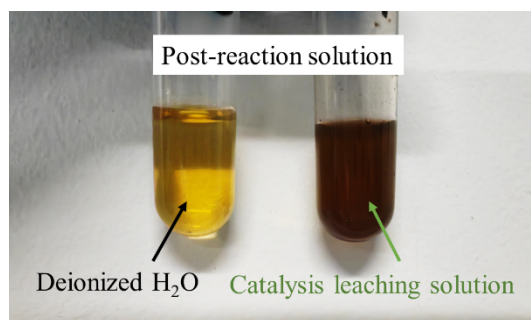 Post-reaction solution
Deionized H₂O
Catalysis leaching solution